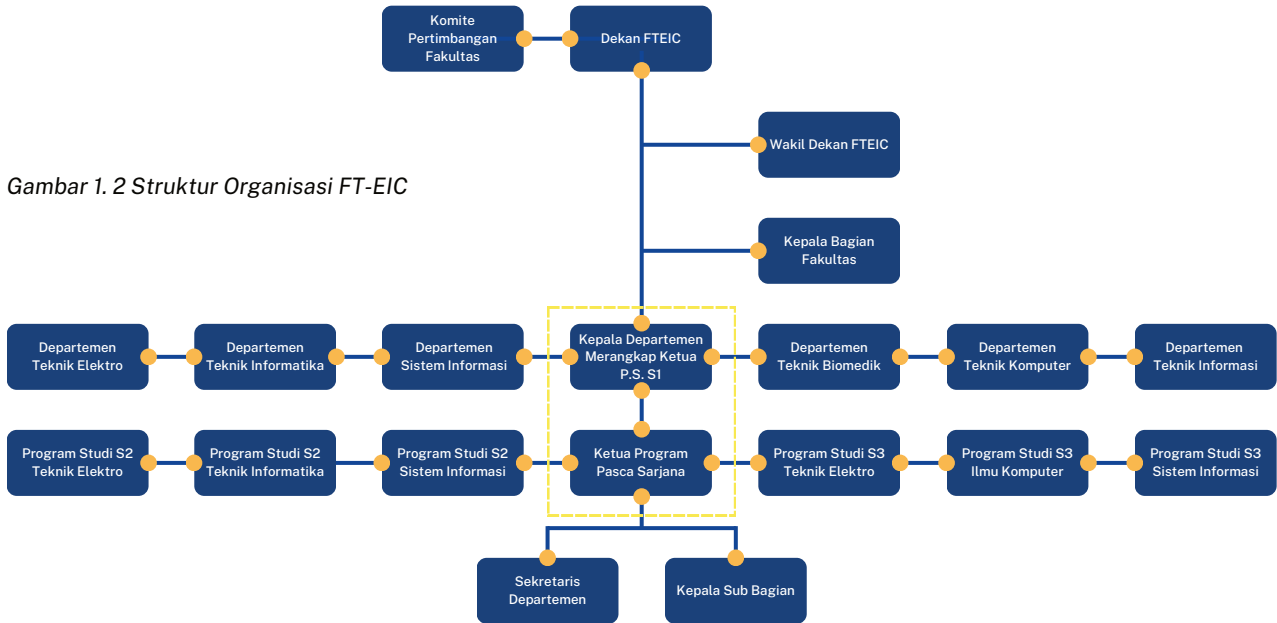 Komite
Pertimbangan
Fakultas
Dekan FTEIC
Wakil Dekan FTEIC
Gambar 1. 2 Struktur Organisasi FT-EIC
Kepala Bagian
Fakultas
Departemen
Teknik Elektro
Departemen
Teknik Informatika
Departemen
Sistem Informasi
Kepala Departemen
Merangkap Ketua
P.S. S1
Departemen
Teknik Biomedik
Departemen
Teknik Komputer
Departemen
Teknik Informasi
Program Studi S2
Teknik Elektro
Program Studi S2
Teknik Informatika
Program Studi S2
Sistem Informasi
Ketua Program
Pasca Sarjana
Program Studi S3
Teknik Elektro
Program Studi S3
Ilmu Komputer
Program Studi S3
Sistem Informasi
Sekretaris
Departemen
Kepala Sub Bagian